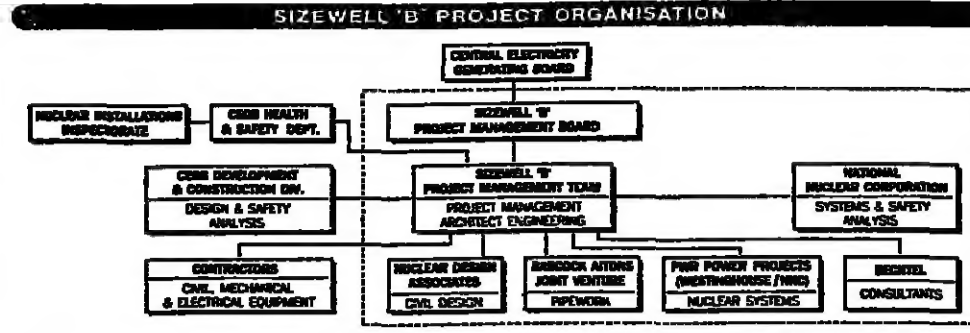 SIZEWELL 'B' PROJECT ORGANISATION
CENTRAL ELECTRICITY
GENERATING BOARD
NUCLEAR INSTALLATIONS
INSPECTORATE
CEGB HEALTH
& SAFETY DEPT.
SIZEWELL 'B'
PROJECT MANAGEMENT BOARD
CEGB DEVELOPMENT
& CONSTRUCTION DIV.
DESIGN & SAFETY
ANALYSIS
SIZEWELL 'B'
PROJECT MANAGEMENT TEAM
PROJECT MANAGEMENT
ARCHITECT ENGINEERING
NATIONAL
NUCLEAR CORPORATION
SYSTEMS & SAFETY
ANALYSIS
CONTRACTORS
CIVIL, MECHANICAL
& ELECTRICAL EQUIPMENT
NUCLEAR DESIGN
ASSOCIATES
CIVIL DESIGN
BABCOCK AITONS
JOINT VENTURE
PIPEWORK
PWR POWER PROJECTS
(WESTINGHOUSE/NNC)
NUCLEAR SYSTEMS
BECHTEL
CONSULTANTS